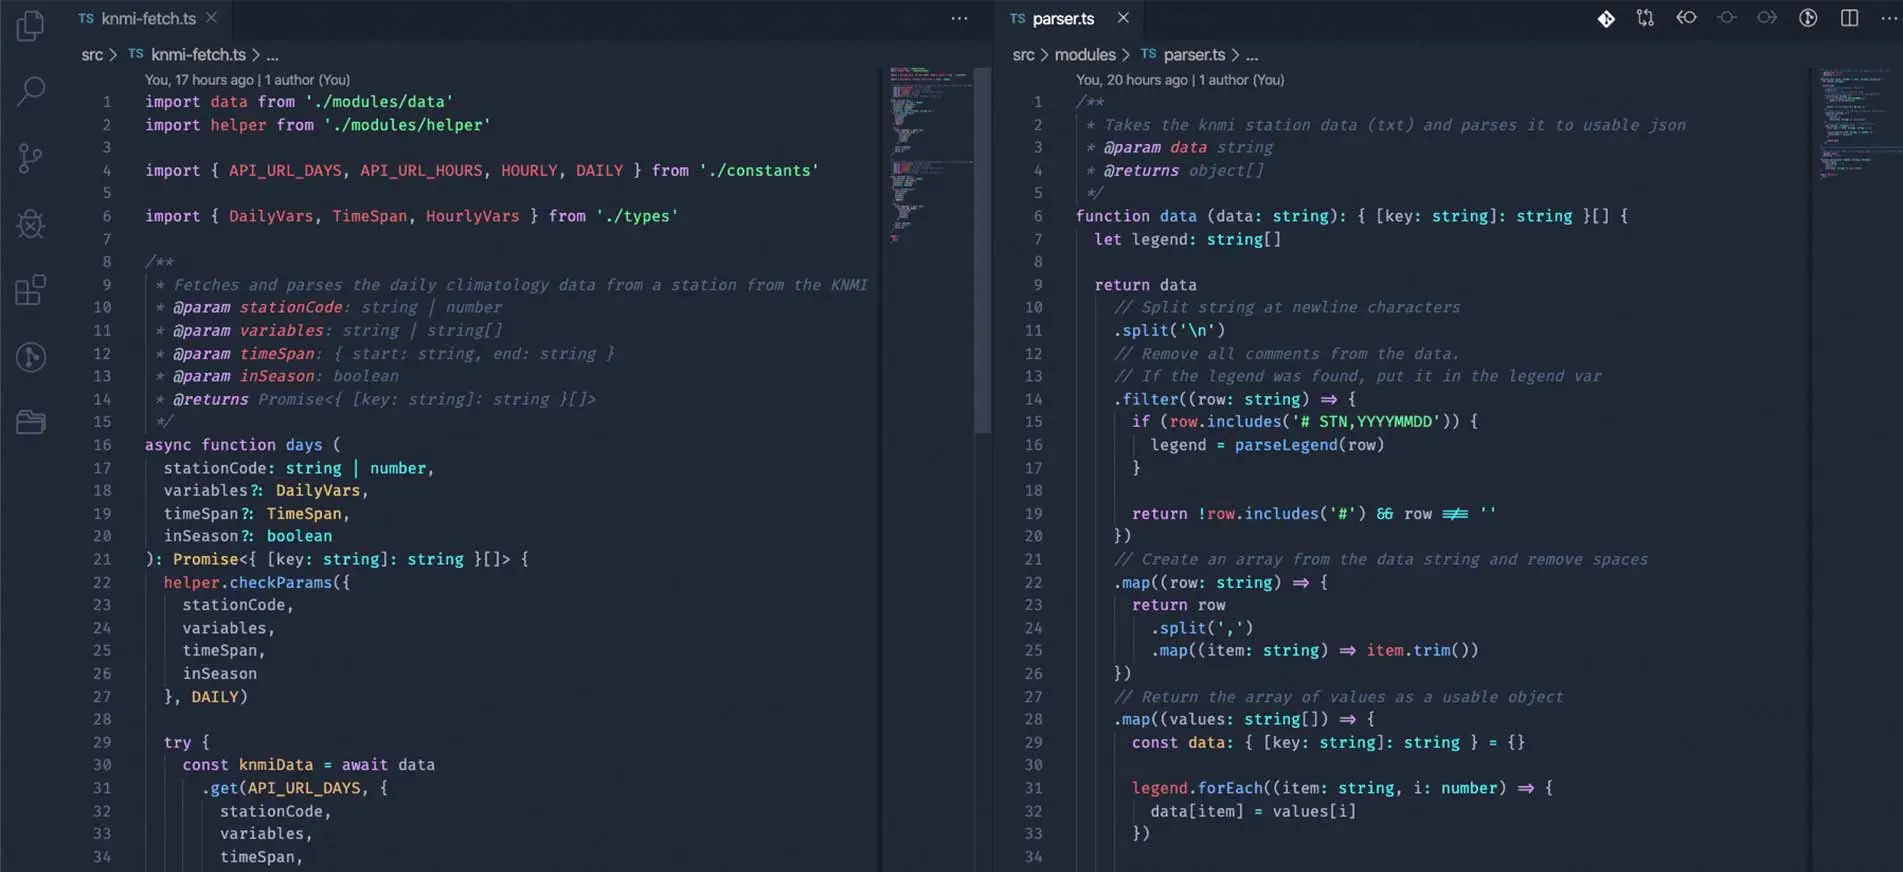 TS knmi-fetch.ts
src > TS knmi-fetch.ts > ...
You, 17 hours ago | 1 author (You)
1 import data from './modules/data'
2 import helper from './modules/helper'
3
4 import { API_URL_DAYS, API_URL_HOURS, HOURLY, DAILY } from './constants'
5
6 import { DailyVars, TimeSpan, HourlyVars } from './types'
7
8 /**
9 * Fetches and parses the daily climatology data from a station from the KNMI
10 * @param stationCode: string | number
11 * @param variables: string | string[]
12 * @param timeSpan: { start: string, end: string }
13 * @param inSeason: boolean
14 * @returns Promise<{ [key: string]: string }[]>
15 */
16 async function days (
17 stationCode: string | number,
18 variables?: DailyVars,
19 timeSpan?: TimeSpan,
20 inSeason?: boolean
21 ): Promise<{ [key: string]: string }[]> {
22 helper.checkParams({
23 stationCode,
24 variables,
25 timeSpan,
26 inSeason
27 }, DAILY)
28
29 try {
30 const knmiData = await data
31 .get(API_URL_DAYS, {
32 stationCode,
33 variables,
34 timeSpan,
TS parser.ts
src > modules > TS parser.ts > ...
You, 20 hours ago | 1 author (You)
1 /**
2 * Takes the knmi station data (txt) and parses it to usable json
3 * @param data string
4 * @returns object[]
5 */
6 function data (data: string): { [key: string]: string }[] {
7 let legend: string[]
8
9 return data
10 // Split string at newline characters
11 .split('\n')
12 // Remove all comments from the data.
13 // If the legend was found, put it in the legend var
14 .filter((row: string) => {
15 if (row.includes('# STN,YYYYMMDD')) {
16 legend = parseLegend(row)
17 }
18
19 return !row.includes('#') && row !== ''
20 })
21 // Create an array from the data string and remove spaces
22 .map((row: string) => {
23 return row
24 .split(',')
25 .map((item: string) => item.trim())
26 })
27 // Return the array of values as a usable object
28 .map((values: string[]) => {
29 const data: { [key: string]: string } = {}
30
31 legend.forEach((item: string, i: number) => {
32 data[item] = values[i]
33 })
34